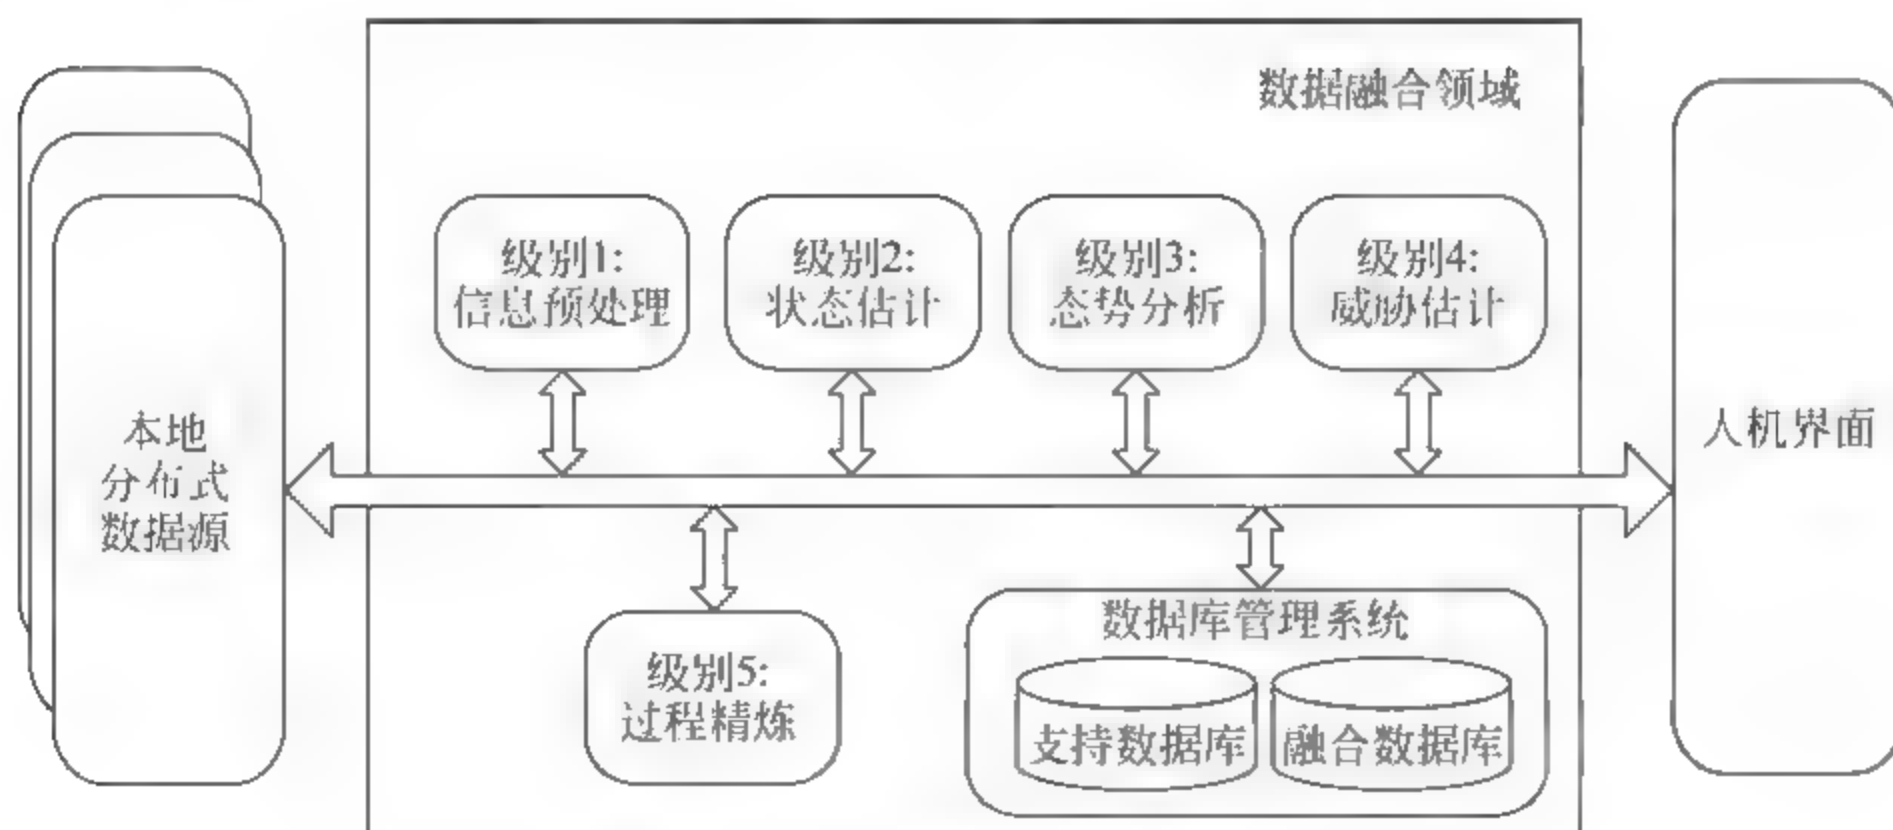 数据融合领域
级别1:
信息预处理
级别2:
状态估计
级别3:
态势分析
级别4:
威胁估计
本地
分布式
数据源
人机界面
级别5:
过程精炼
数据库管理系统
支持数据库
融合数据库